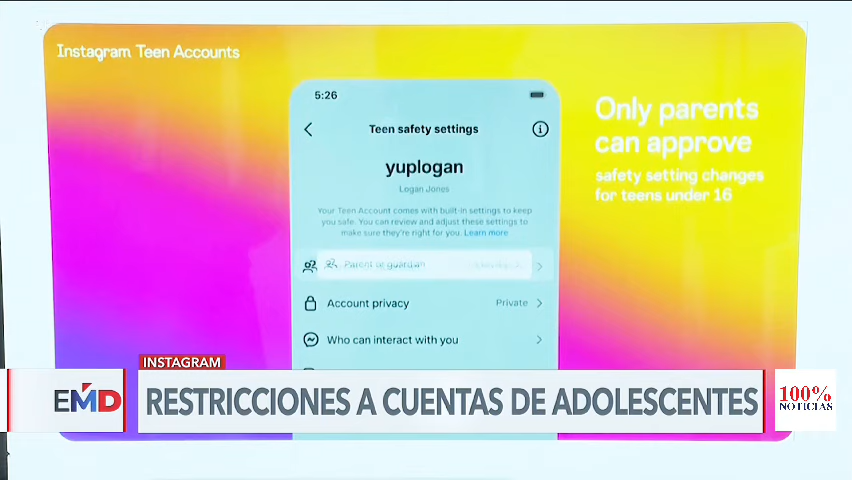 Instagram Teen Accounts
5:26
Teen safety settings
yuplogan
Logan Jones
Your Teen Account comes with built-in settings to keep
you safe. You can review and adjust these settings to
make sure they're right for you. Learn more
Parent or guardian
Account privacy Private
Who can interact with you
Only parents
can approve
safety setting changes
for teens under 16
INSTAGRAM
EMD
RESTRICCIONES A CUENTAS DE ADOLESCENTES
100%
NOTICIAS